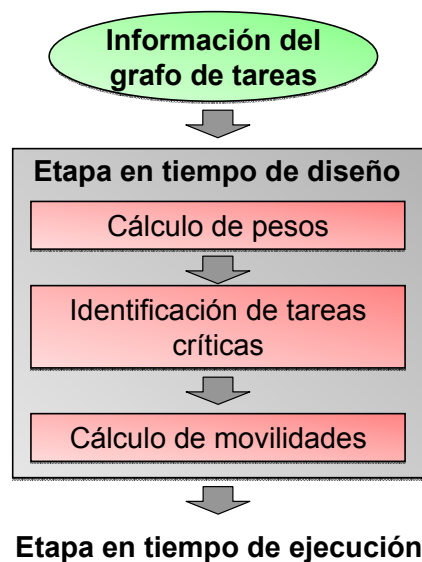 Información del
grafo de tareas
Etapa en tiempo de diseño
Cálculo de pesos
Identificación de tareas
críticas
Cálculo de movilidades
Etapa en tiempo de ejecución